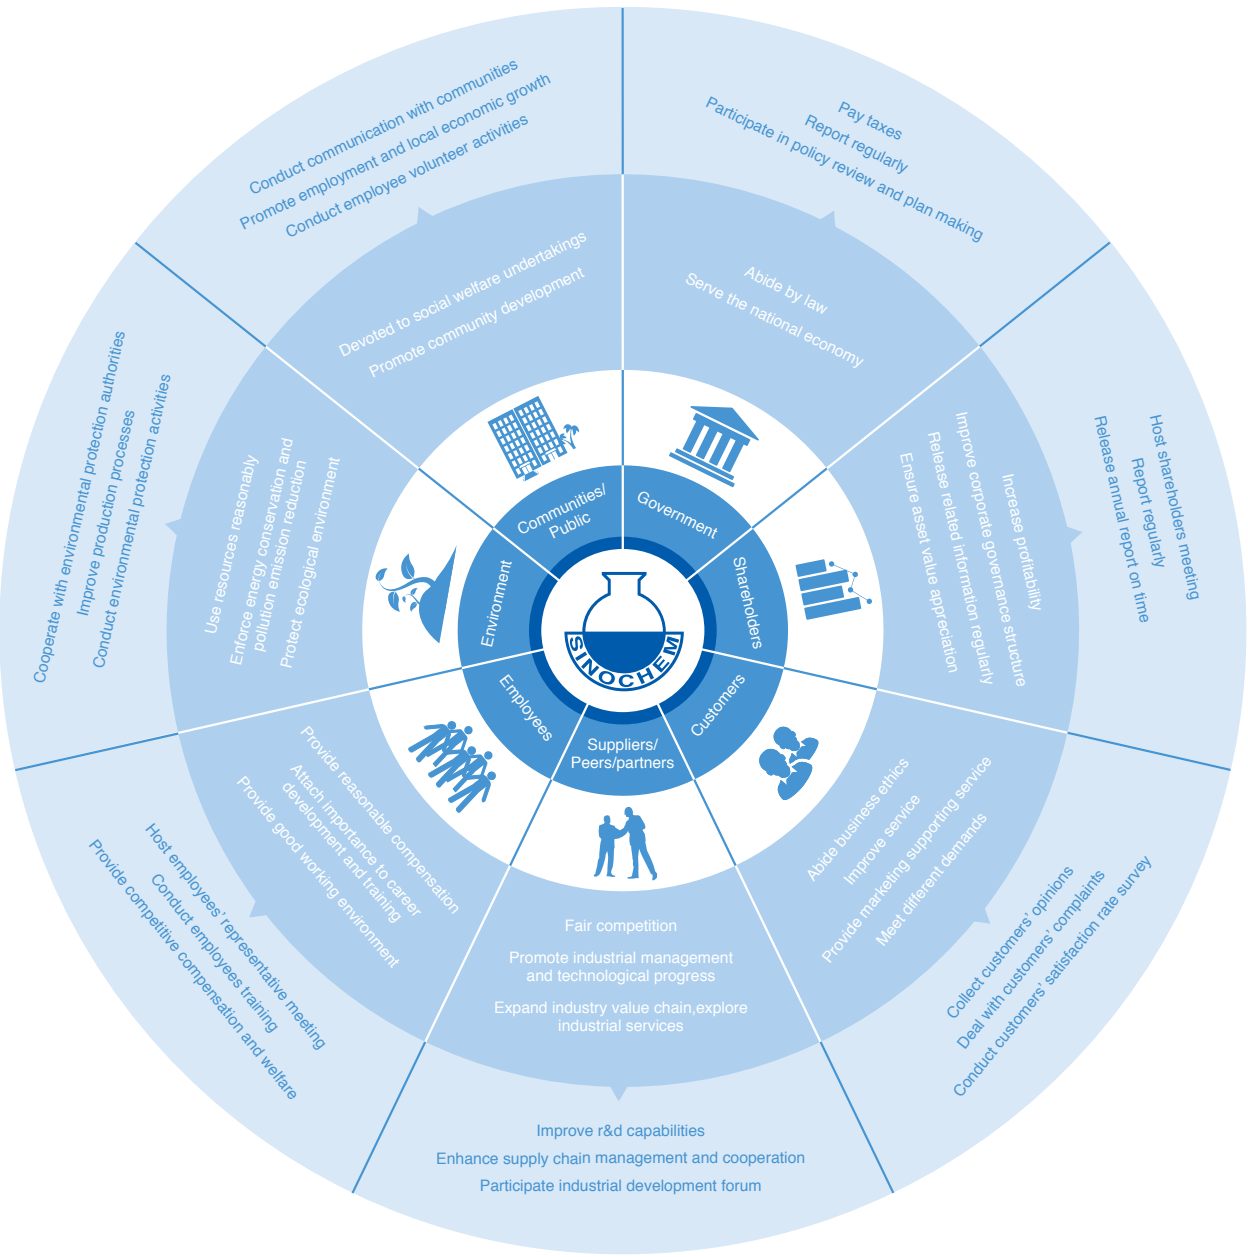 SINOCHEM
Government
Abide by law
Serve the national economy
Pay taxes
Report regularly
Participate in policy review and plan making
Shareholders
Increase profitability
Improve corporate governance structure
Release related information regularly
Ensure asset value appreciation
Host shareholders meeting
Report regularly
Release annual report on time
Customers
Abide business ethics
Improve service
Provide marketing supporting service
Meet different demands
Collect customers' opinions
Deal with customers' complaints
Conduct customers' satisfaction rate survey
Suppliers/
Peers/partners
Fair competition
Promote industrial management
and technological progress
Expand industry value chain,explore
industrial services
Improve r&d capabilities
Enhance supply chain management and cooperation
Participate industrial development forum
Employees
Provide reasonable compensation
Attach importance to career
development and training
Provide good working environment
Host employees' representative meeting
Conduct employees training
Provide competitive compensation and welfare
Environment
Use resources reasonably
Enforce energy conservation and
pollution emission reduction
Protect ecological environment
Cooperate with environmental protection authorities
Improve production processes
Conduct environmental protection activities
Communities/
Public
Devoted to social welfare undertakings
Promote community development
Conduct communication with communities
Promote employment and local economic growth
Conduct employee volunteer activities